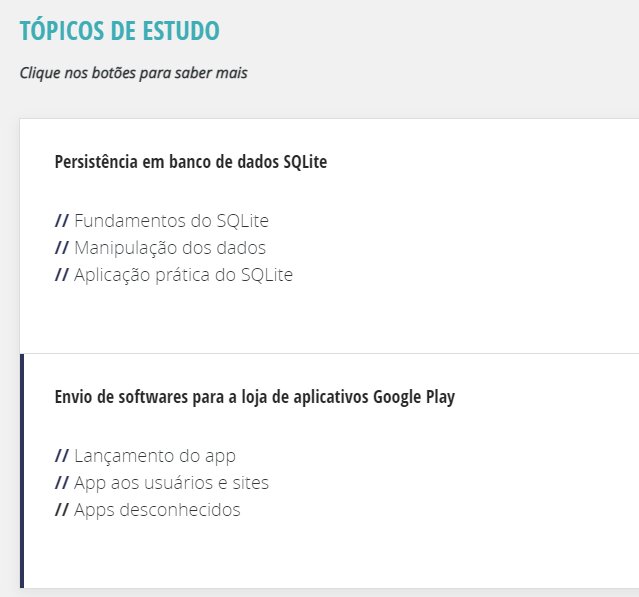 TÓPICOS DE ESTUDO
Clique nos botões para saber mais
Persistência em banco de dados SQLite
// Fundamentos do SQLite
// Manipulação dos dados
// Aplicação prática do SQLite
Envio de softwares para a loja de aplicativos Google Play
// Lançamento do app
// App aos usuários e sites
// Apps desconhecidos